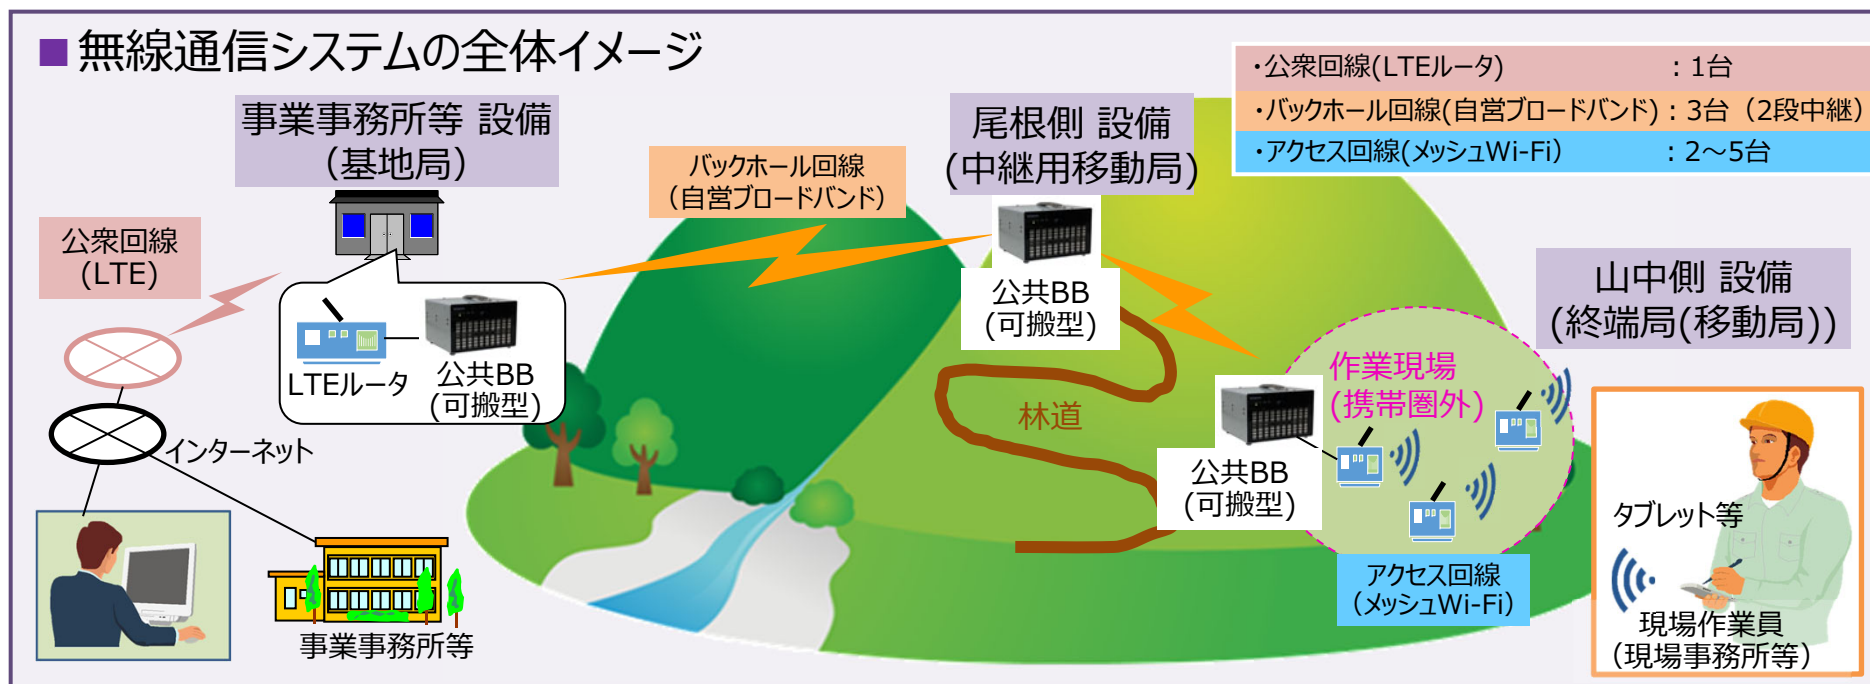 ■無線通信システムの全体イメージ
・公衆回線(LTEルータ) : 1台
・バックホール回線(自営ブロードバンド) : 3台 (2段中継)
・アクセス回線(メッシュWi-Fi) : 2～5台
事業事務所等 設備
(基地局)
バックホール回線
(自営ブロードバンド)
尾根側 設備
(中継用移動局)
公衆回線
(LTE)
山中側 設備
(終端局(移動局))
LTEルータ
公共BB
(可搬型)
公共BB
(可搬型)
作業現場
(携帯圏外)
林道
公共BB
(可搬型)
インターネット
タブレット等
アクセス回線
(メッシュWi-Fi)
事業事務所等
現場作業員
(現場事務所等)